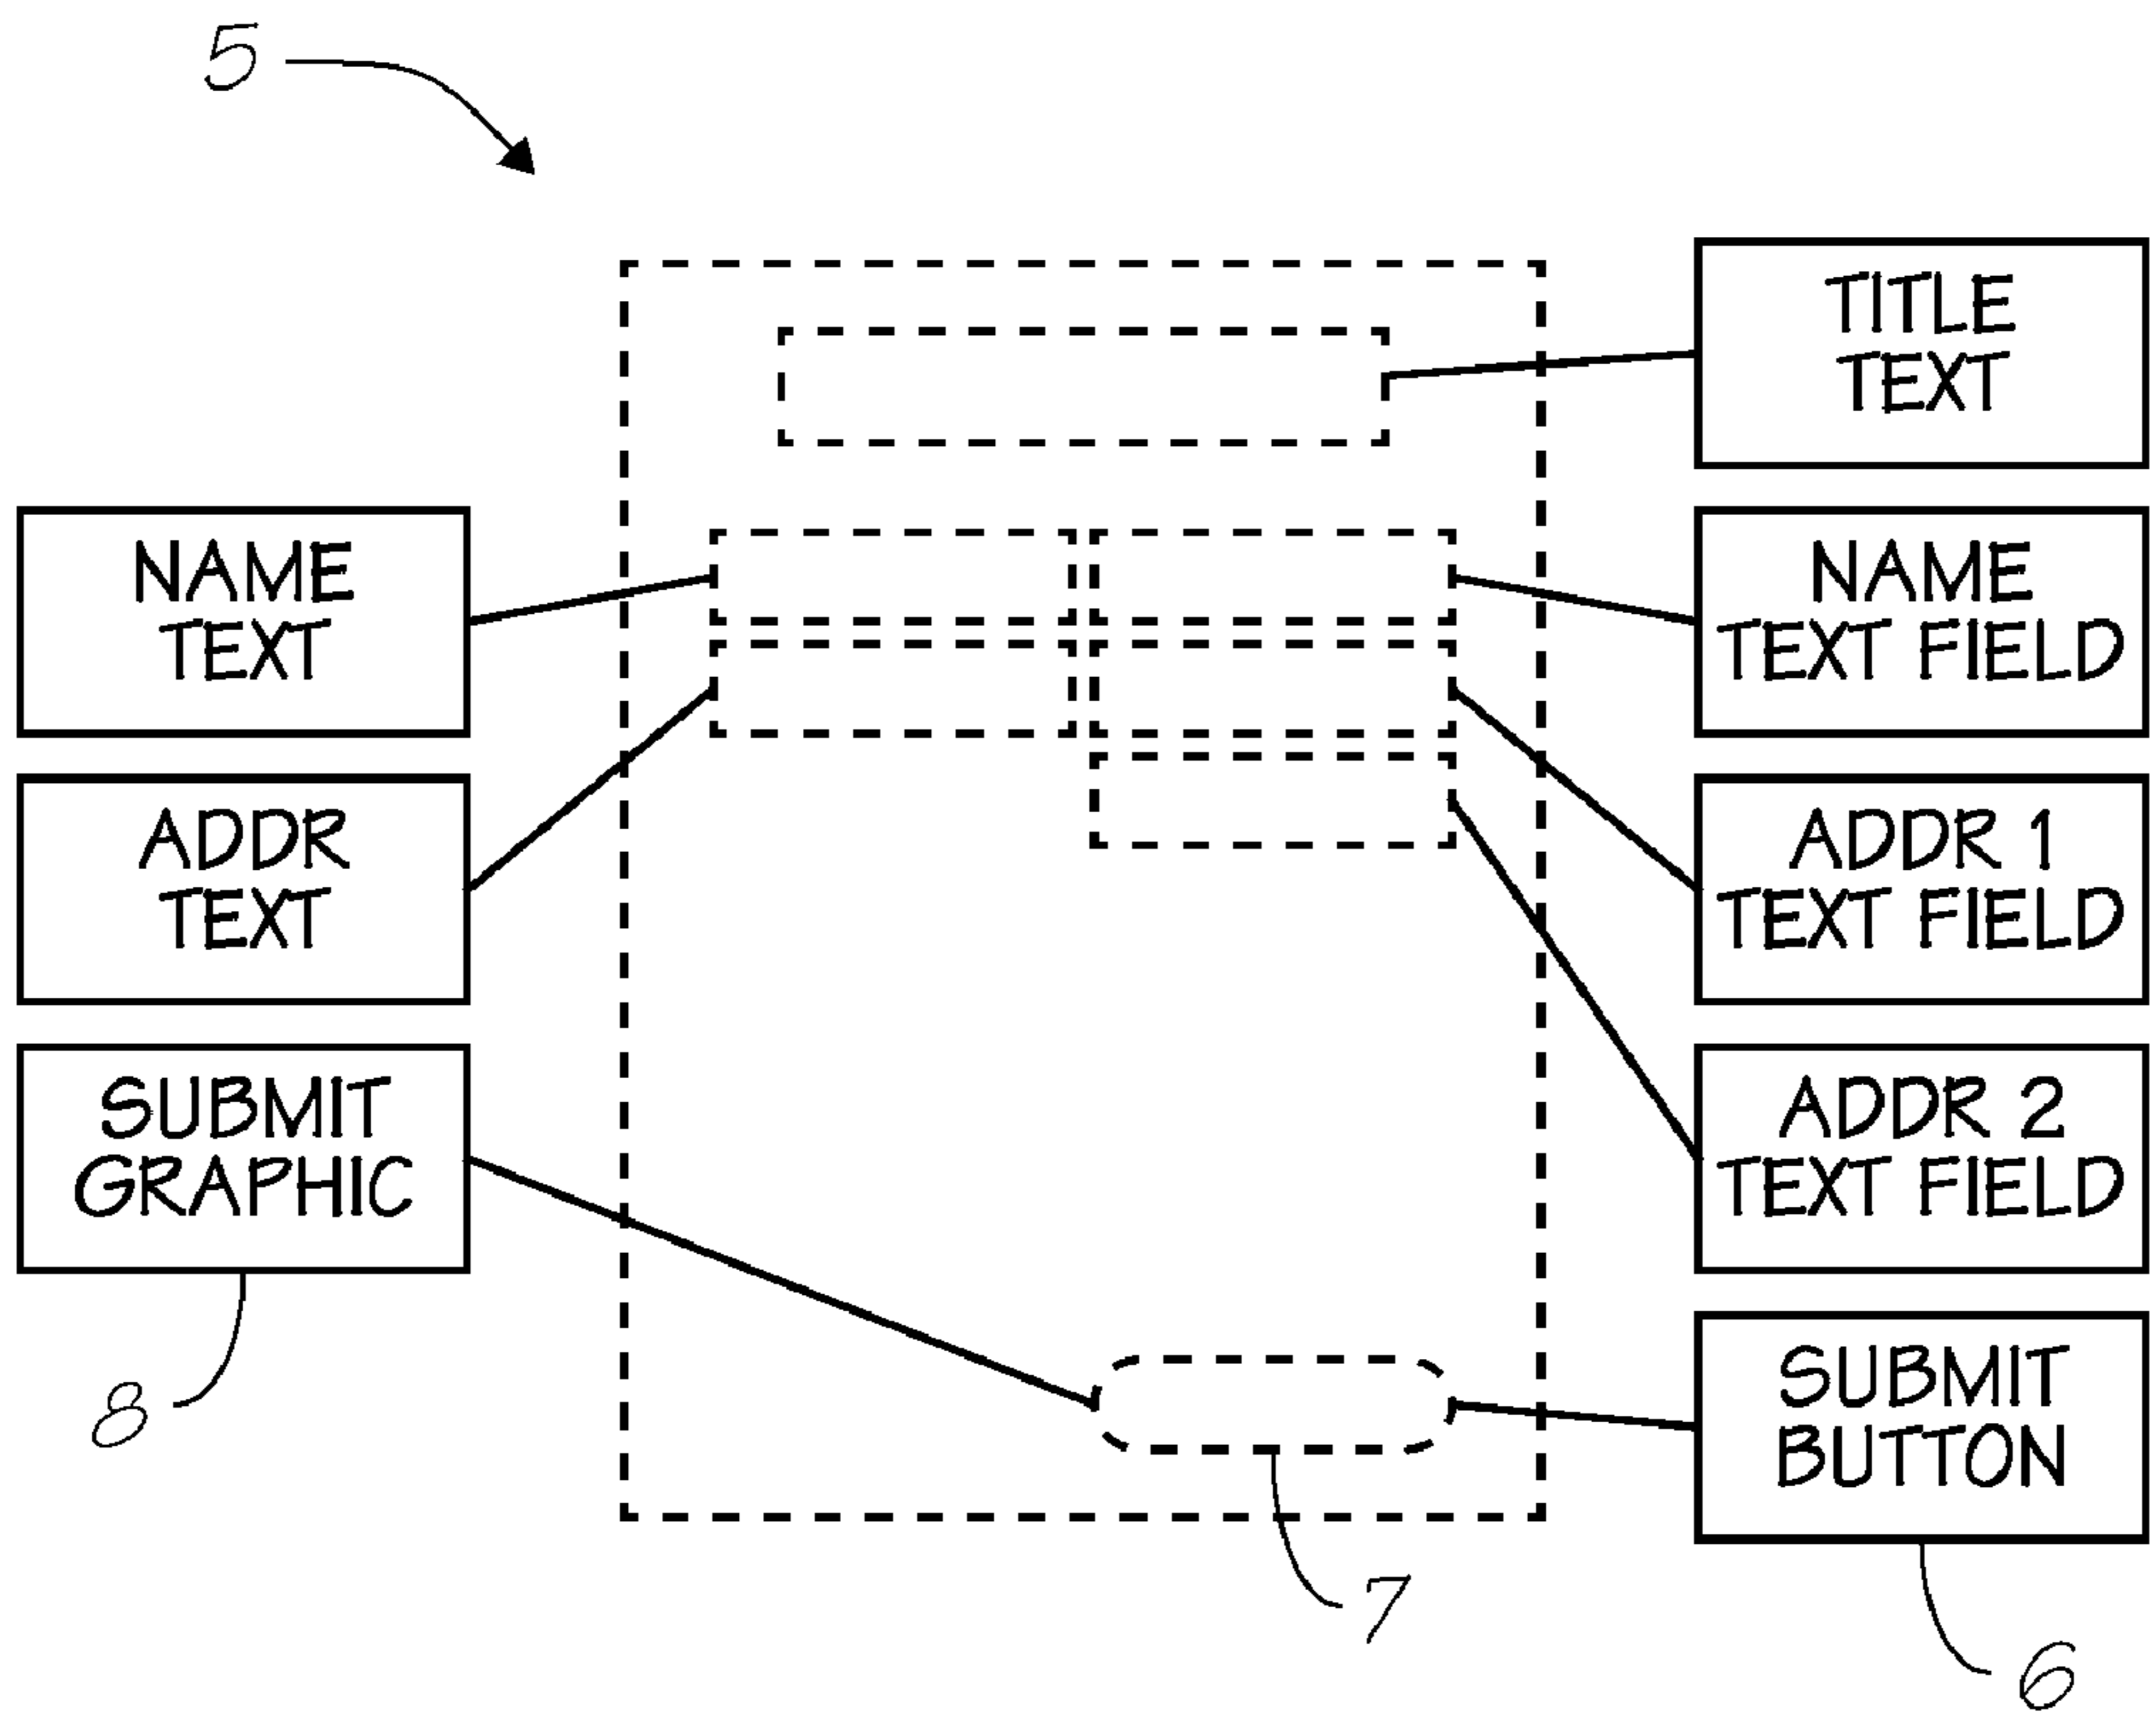 5
TITLE
TEXT
NAME
TEXT
NAME
TEXT FIELD
ADDR
TEXT
ADDR 1
TEXT FIELD
SUBMIT
GRAPHIC
ADDR 2
TEXT FIELD
SUBMIT
BUTTON
8
7
6